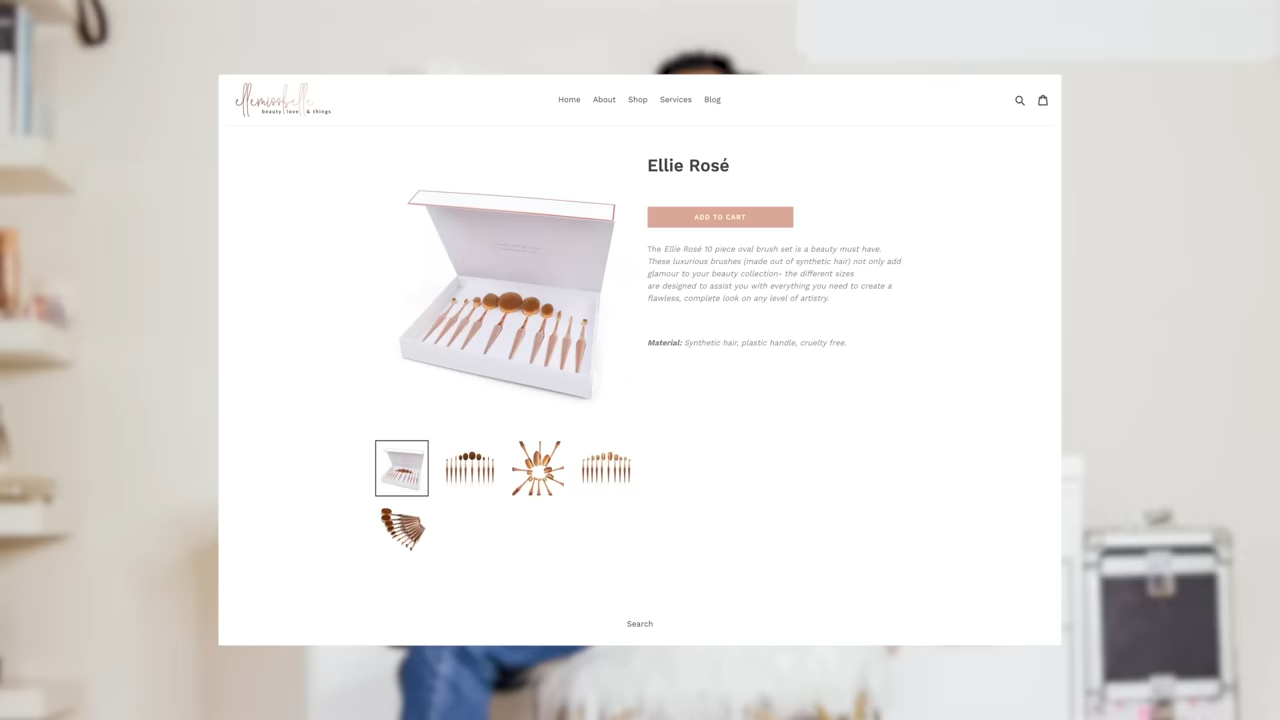 ellemissbelle
beauty love & things
Home About Shop Services Blog
Ellie Rosé
ADD TO CART
The Ellie Rosé 10 piece oval brush set is a beauty must have.
These luxurious brushes (made out of synthetic hair) not only add
glamour to your beauty collection- the different sizes
are designed to assist you with everything you need to create a
flawless, complete look on any level of artistry.
Material: Synthetic hair, plastic handle, cruelty free.
Search